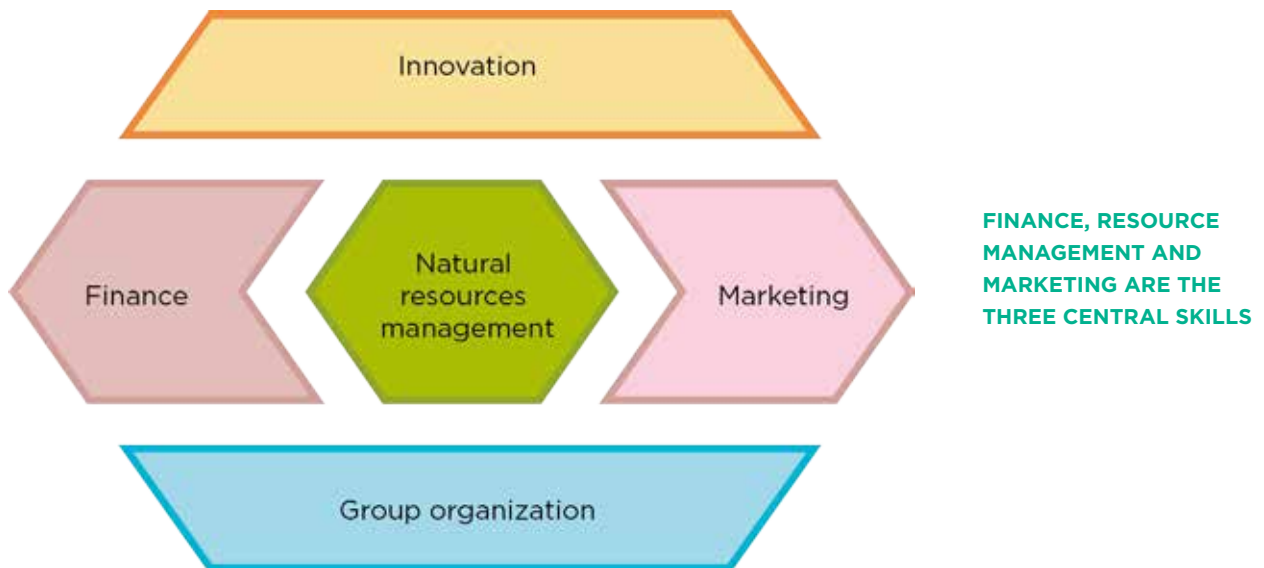 Innovation
Finance
Natural
resources
management
Marketing
FINANCE, RESOURCE
MANAGEMENT AND
MARKETING ARE THE
THREE CENTRAL SKILLS
Group organization